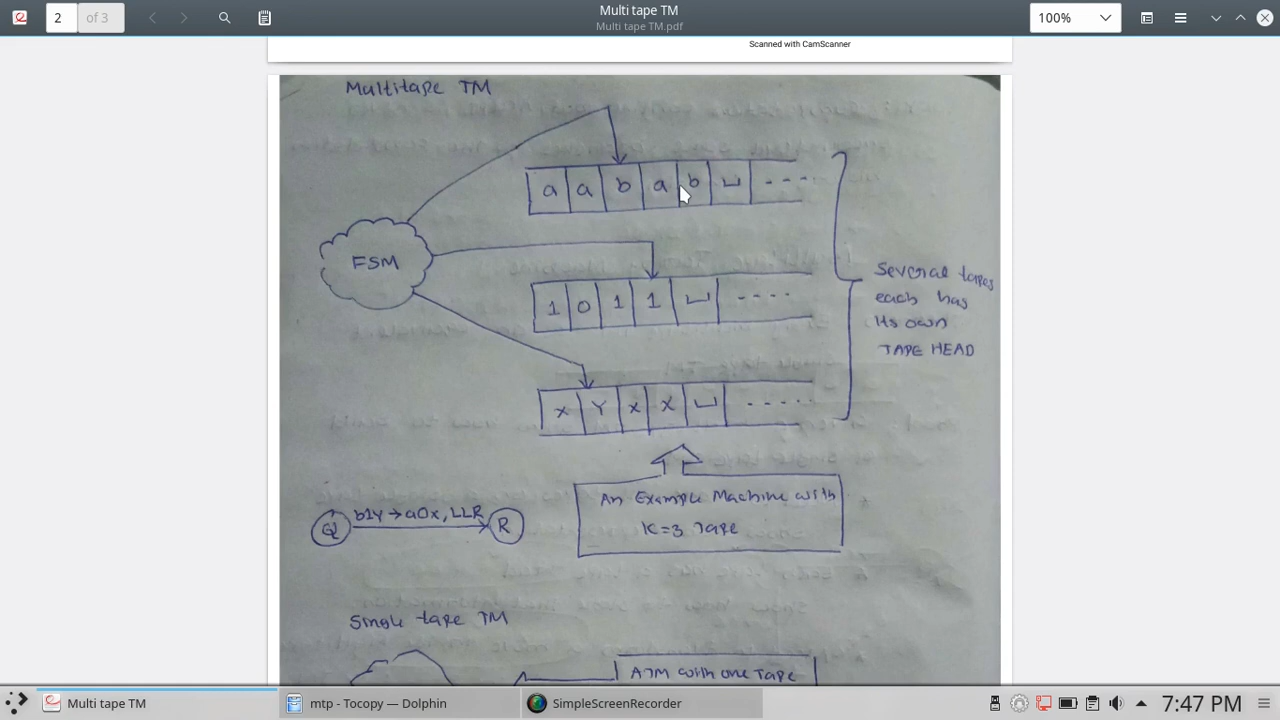 2 of 3
Multi tape TM
Multi tape TM.pdf
100%
Scanned with CamScanner
Multitape TM
a a b a b ⊔ ----
FSM
1 0 1 1 ⊔ ----
Several tapes
each has
its own
TAPE HEAD
x Y x X ⊔ -----
An Example Machine with
K=3 Tape
Q b1Y → a0x, LLR R
Single tape TM
A TM with one Tape
Multi tape TM
mtp - Tocopy — Dolphin
SimpleScreenRecorder
7:47 PM